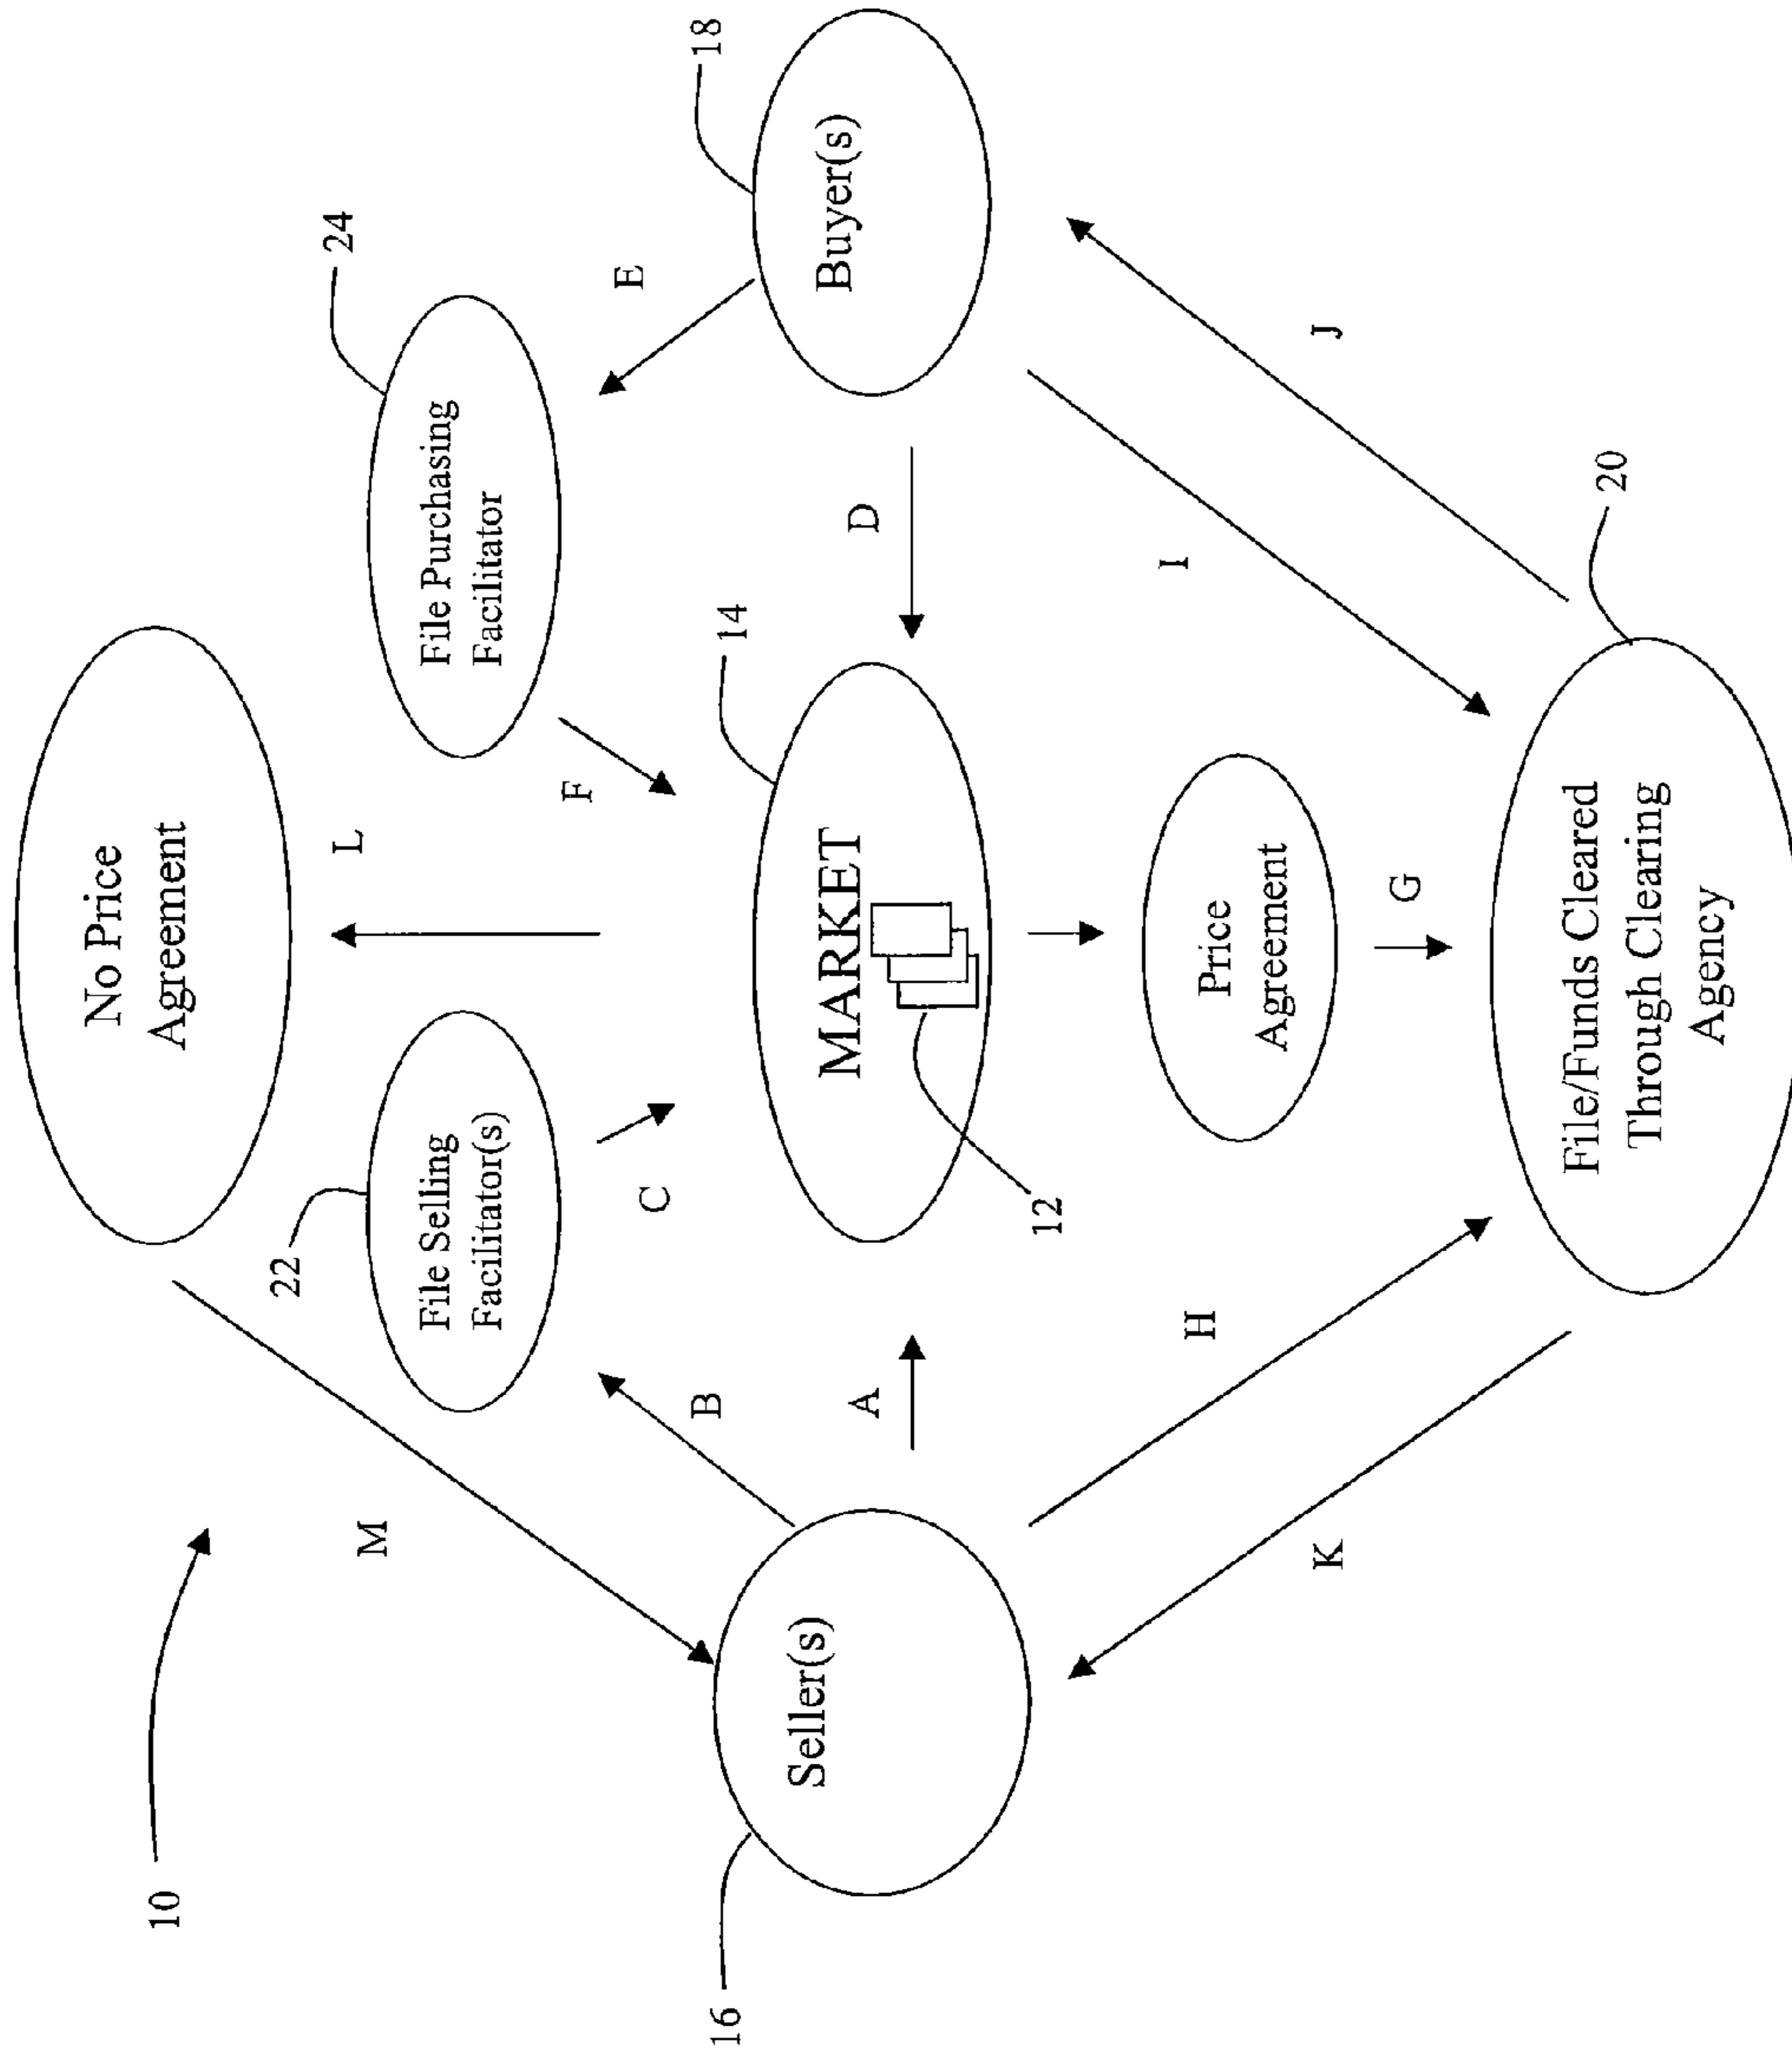 10
No Price
Agreement
22
24
L
M
File Selling
Facilitator(s)
File Purchasing
Facilitator
F
E
C
B
16
14
18
Seller(s)
A
MARKET
D
Buyer(s)
12
H
Price
Agreement
I
K
G
J
File/Funds Cleared
Through Clearing
Agency
20